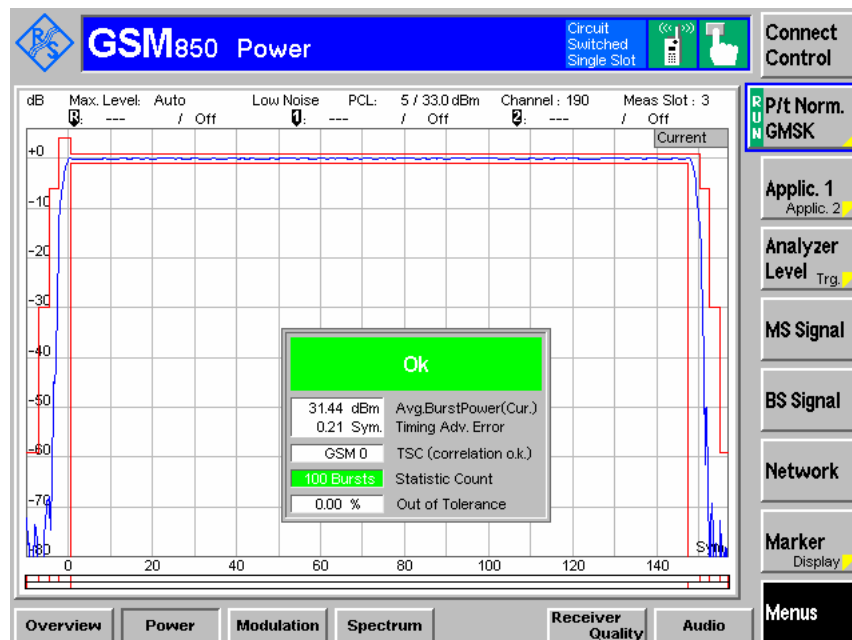 R&S
GSM850 Power
Circuit
Switched
Single Slot
Connect
Control
dB Max. Level: Auto Low Noise PCL: 5 / 33.0 dBm Channel : 190 Meas Slot : 3
R: --- / Off 1: --- / Off 2: --- / Off
Current
+0
-10
-20
-30
-40
-50
-60
-70
-80
0 20 40 60 80 100 120 140
Ok
31.44 dBm Avg.BurstPower(Cur.)
0.21 Sym. Timing Adv. Error
GSM 0 TSC (correlation o.k.)
100 Bursts Statistic Count
0.00 % Out of Tolerance
RUN
P/t Norm.
GMSK
Applic. 1
Applic. 2
Analyzer
Level Trg.
MS Signal
BS Signal
Network
Marker
Display
Menus
Overview Power Modulation Spectrum Receiver
Quality Audio